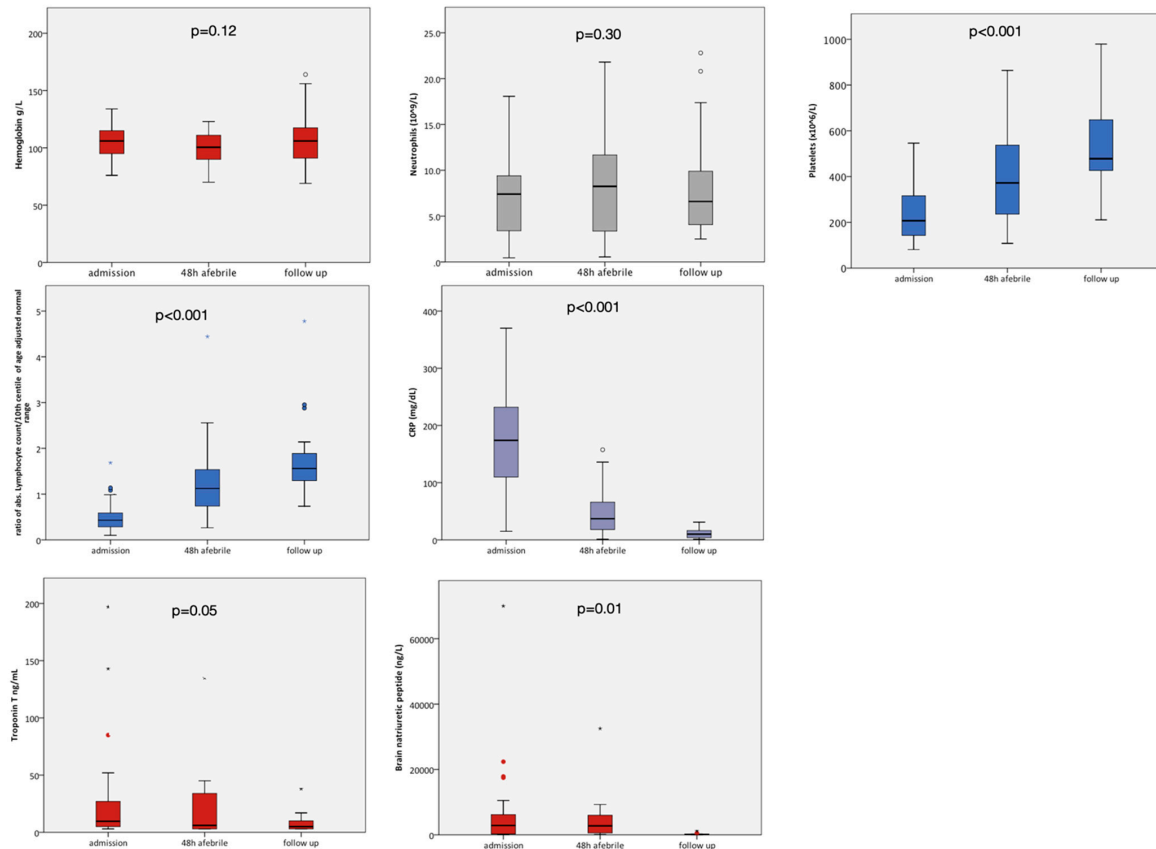 p=0.12
Hemoglobin g/L
200
150
100
50
0
admission 48h afebrile follow up
p=0.30
Neutrophils (10^9/L)
25.0
20.0
15.0
10.0
5.0
.0
admission 48h afebrile follow up
p<0.001
Platelets (x10^6/L)
1000
800
600
400
200
0
admission 48h afebrile follow up
p<0.001
ratio of abs. Lymphocyte count/10th centile of age adjusted normal
range
5
4
3
2
1
0
admission 48h afebrile follow up
p<0.001
CRP (mg/dL)
400
300
200
100
0
admission 48h afebrile follow up
p=0.05
Troponin T ng/mL
200
150
100
50
0
admission 48h afebrile follow up
p=0.01
Brain natriuretic peptide (ng/L)
60000
40000
20000
0
admission 48h afebrile follow up